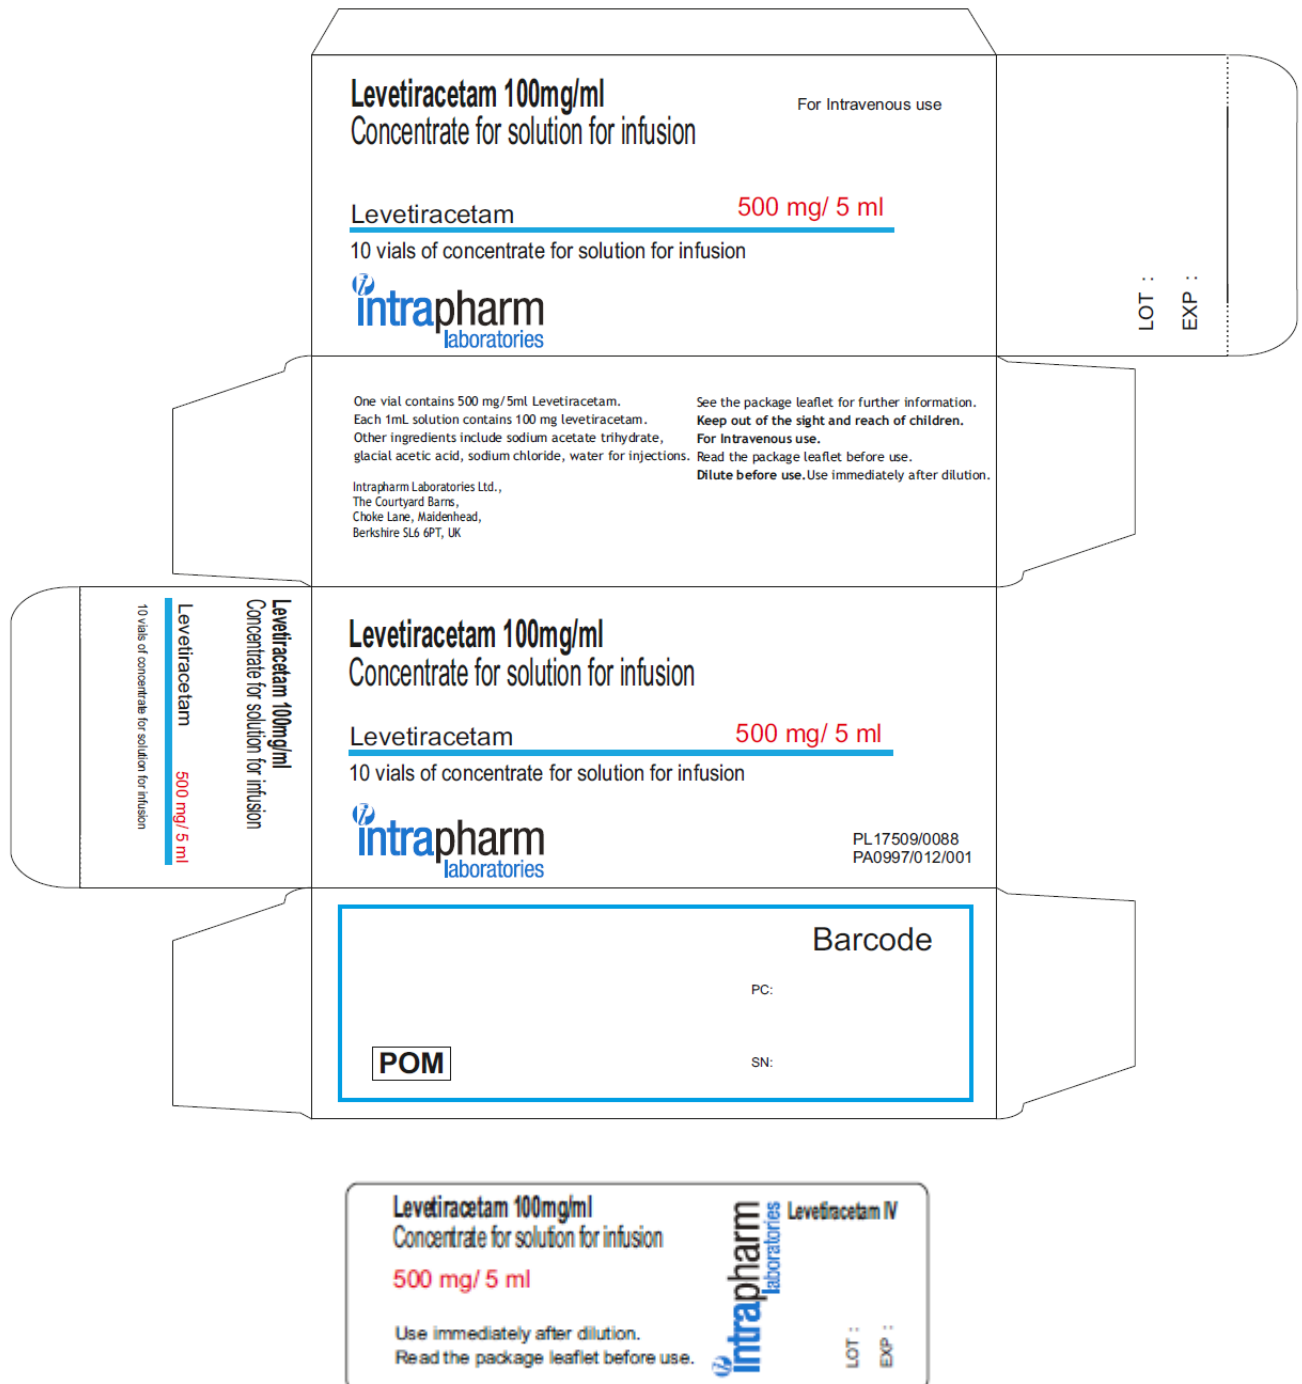 Levetiracetam 100mg/ml
Concentrate for solution for infusion
For Intravenous use
Levetiracetam
500 mg/ 5 ml
10 vials of concentrate for solution for infusion
intrapharm
laboratories
LOT :
EXP :
One vial contains 500 mg/5ml Levetiracetam.
Each 1mL solution contains 100 mg levetiracetam.
Other ingredients include sodium acetate trihydrate,
glacial acetic acid, sodium chloride, water for injections.
Intrapharm Laboratories Ltd.,
The Courtyard Barns,
Choke Lane, Maidenhead,
Berkshire SL6 6PT, UK
See the package leaflet for further information.
Keep out of the sight and reach of children.
For Intravenous use.
Read the package leaflet before use.
Dilute before use.Use immediately after dilution.
Levetiracetam 100mg/ml
Concentrate for solution for infusion
Levetiracetam
500 mg/ 5 ml
10 vials of concentrate for solution for infusion
Levetiracetam 100mg/ml
Concentrate for solution for infusion
Levetiracetam
500 mg/ 5 ml
10 vials of concentrate for solution for infusion
intrapharm
laboratories
PL17509/0088
PA0997/012/001
Barcode
PC:
SN:
POM
Levetiracetam 100mg/ml
Concentrate for solution for infusion
500 mg/ 5 ml
Use immediately after dilution.
Read the package leaflet before use.
intrapharm
laboratories
Levetiracetam IV
LOT :
EXP :